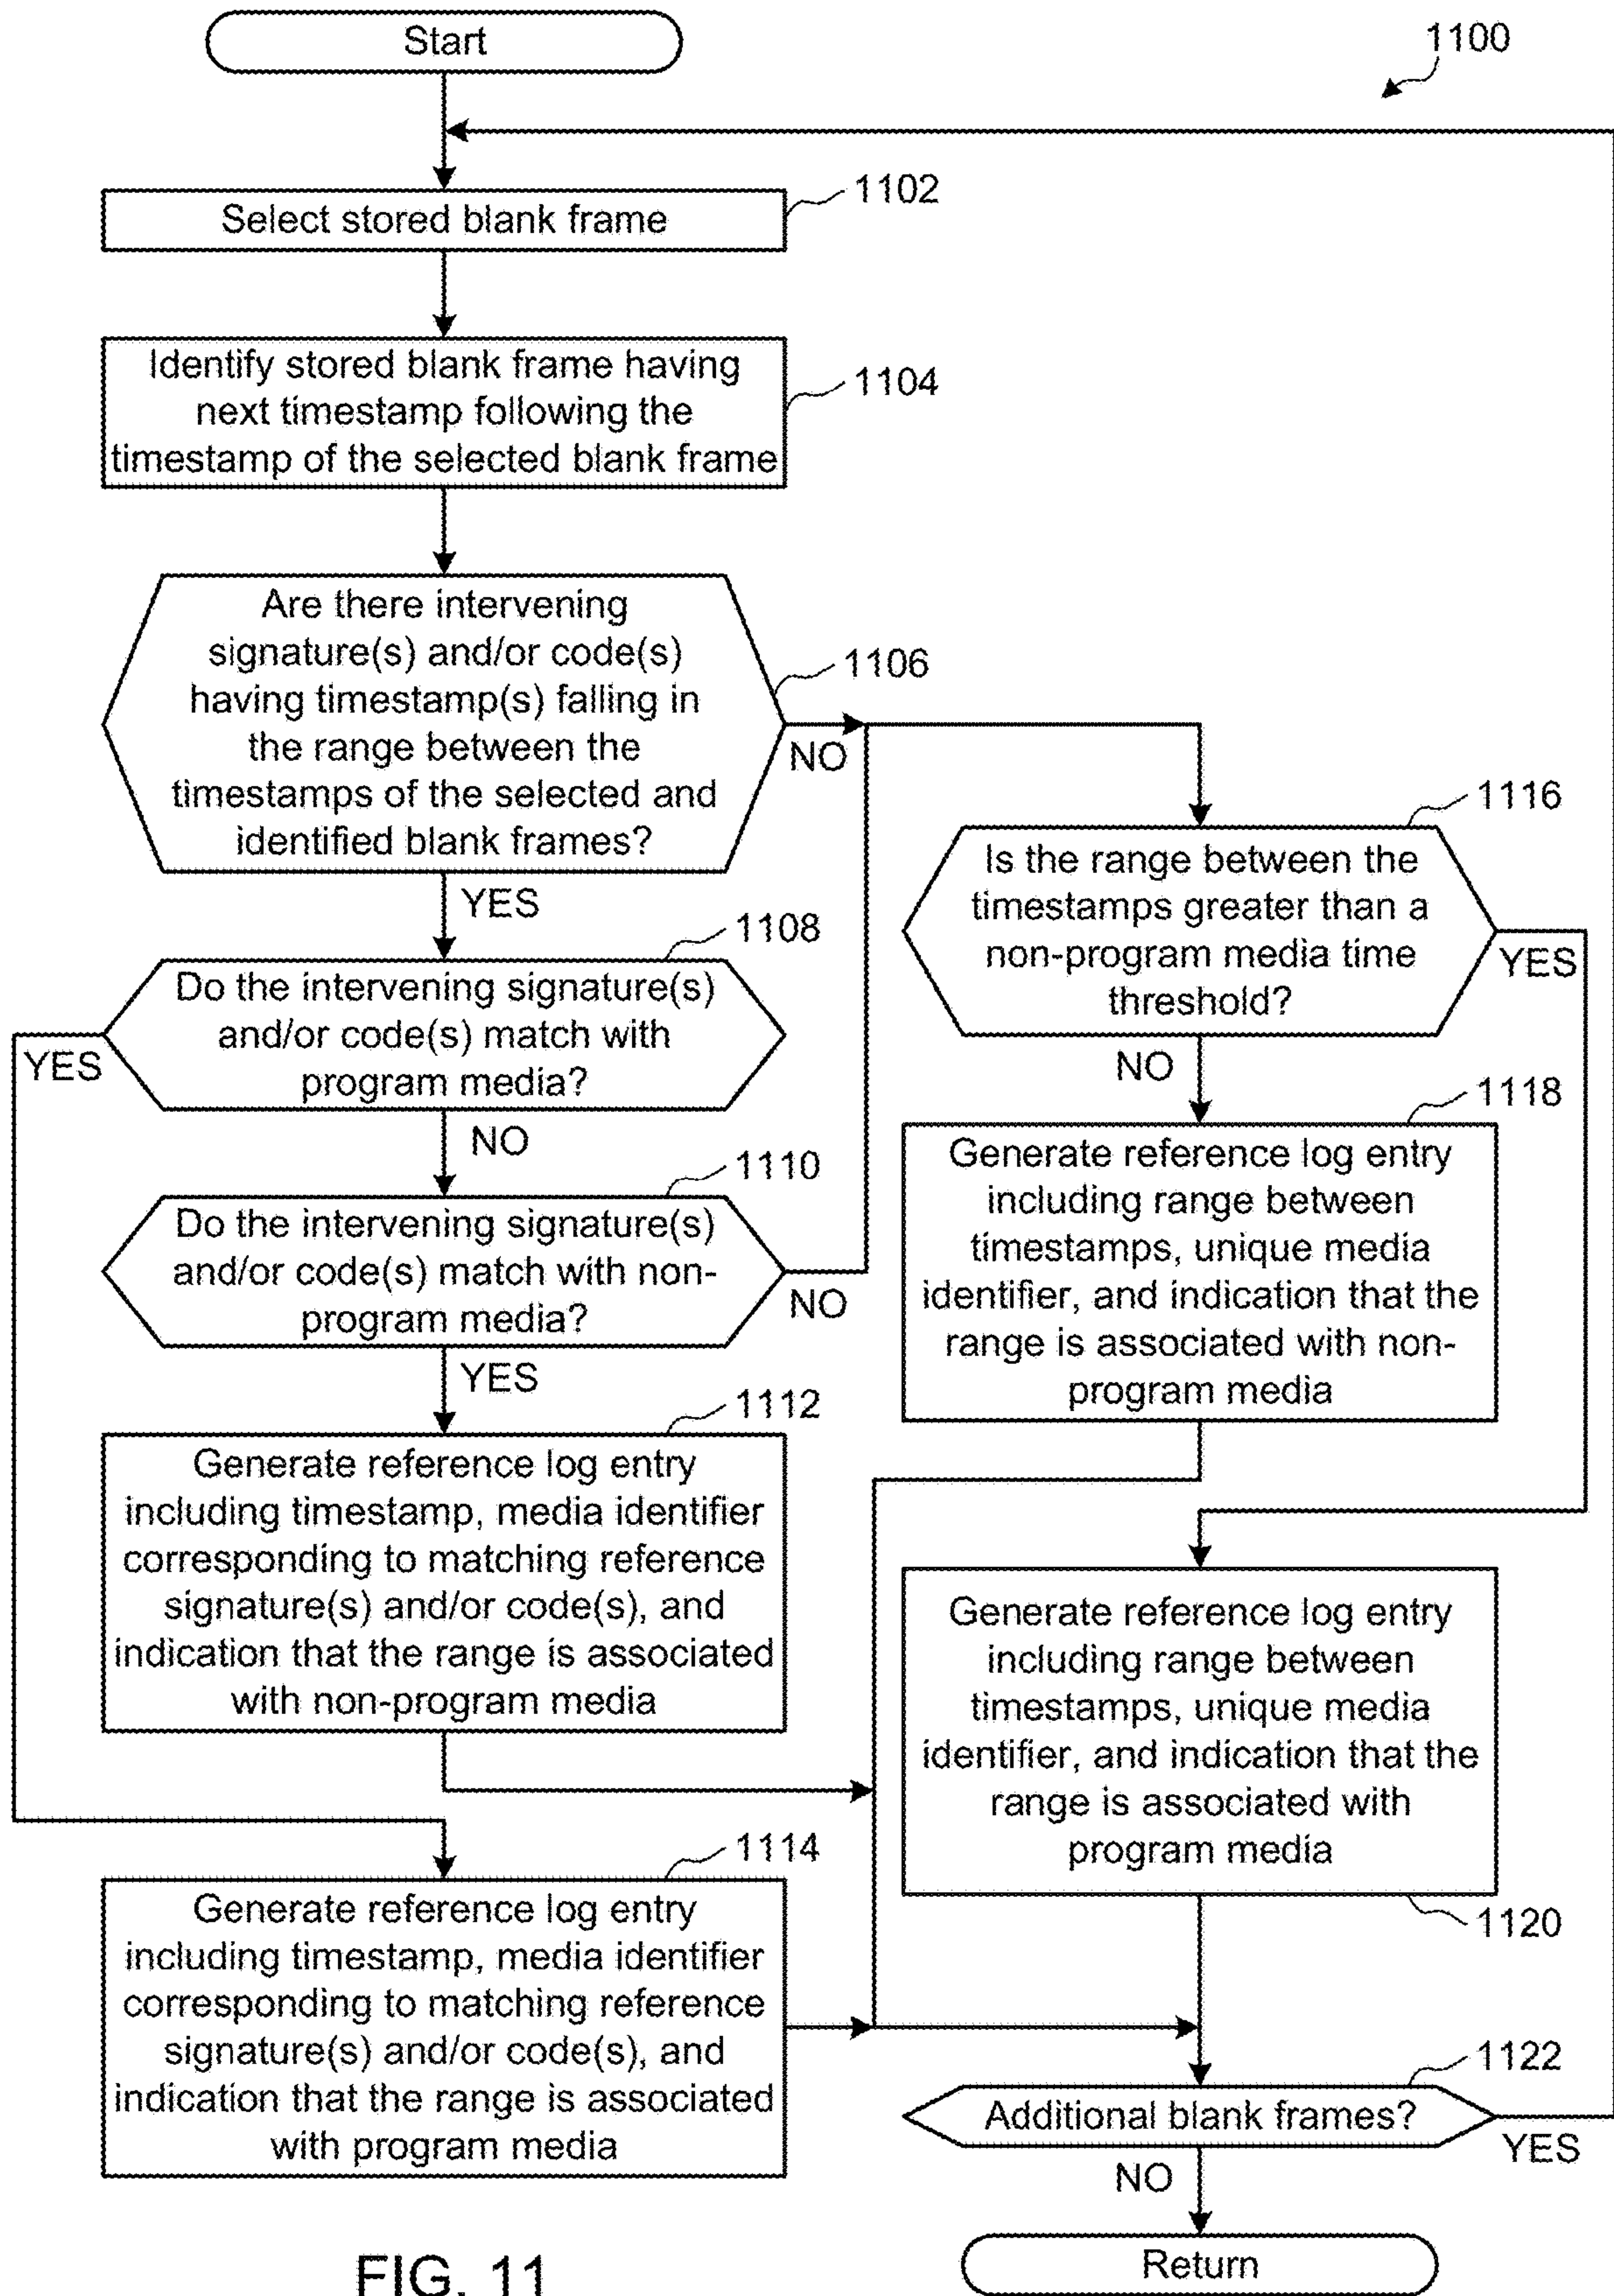 Start
1100
1102
Select stored blank frame
Identify stored blank frame having
next timestamp following the
timestamp of the selected blank frame
1104
Are there intervening
signature(s) and/or code(s)
having timestamp(s) falling in
the range between the
timestamps of the selected and
identified blank frames?
1106
NO
YES
1108
Do the intervening signature(s)
and/or code(s) match with
program media?
YES
NO
1110
Do the intervening signature(s)
and/or code(s) match with non-
program media?
NO
YES
1112
Generate reference log entry
including timestamp, media identifier
corresponding to matching reference
signature(s) and/or code(s), and
indication that the range is associated
with non-program media
1114
Generate reference log entry
including timestamp, media identifier
corresponding to matching reference
signature(s) and/or code(s), and
indication that the range is associated
with program media
1116
Is the range between the
timestamps greater than a
non-program media time
threshold?
YES
NO
1118
Generate reference log entry
including range between
timestamps, unique media
identifier, and indication that the
range is associated with non-
program media
Generate reference log entry
including range between
timestamps, unique media
identifier, and indication that the
range is associated with
program media
1120
1122
Additional blank frames?
YES
NO
Return
FIG. 11